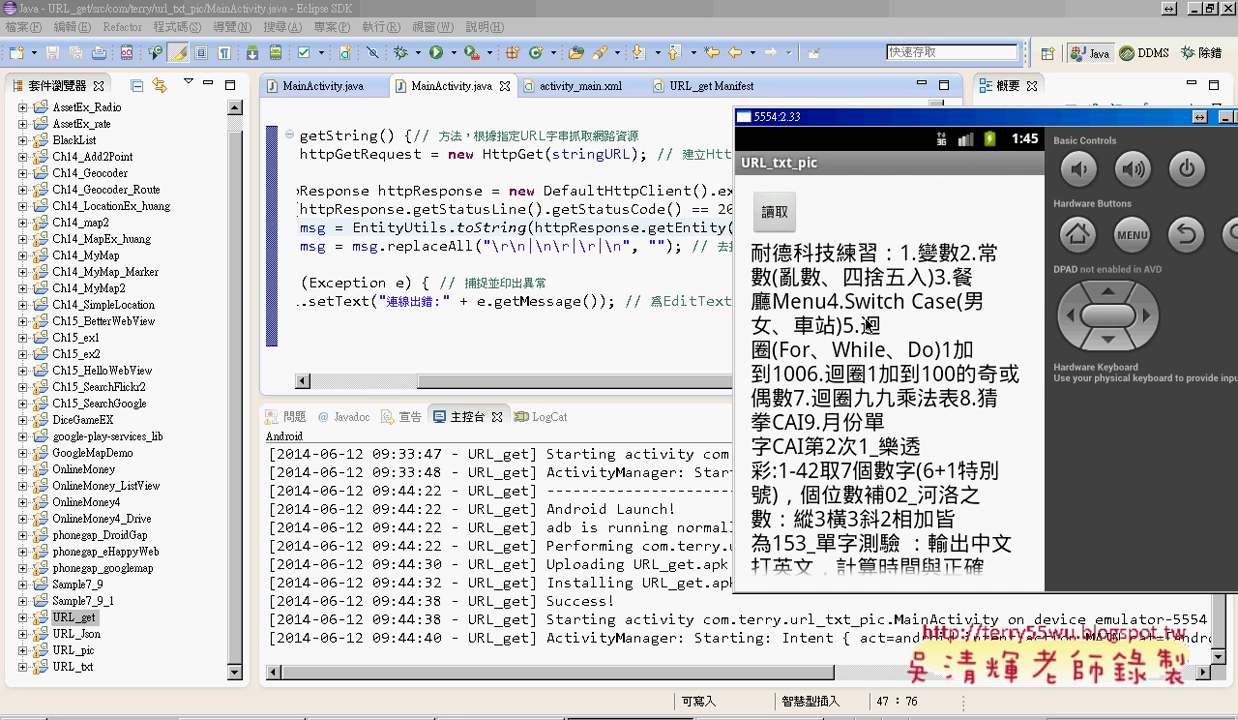 Java - URL_get/src/com/terry/url_txt_pic/MainActivity.java - Eclipse SDK
檔案(F) 編輯(E) Refactor 程式碼(S) 導覽(N) 搜尋(A) 專案(P) 執行(R) 視窗(W) 說明(H)
快速存取
Java DDMS 除錯
套件瀏覽器
AssetEx_Radio
AssetEx_rate
BlackList
Ch14_Add2Point
Ch14_Geocoder
Ch14_Geocoder_Route
Ch14_LocationEx_huang
Ch14_map2
Ch14_MapEx_huang
Ch14_MyMap
Ch14_MyMap_Marker
Ch14_MyMap2
Ch14_SimpleLocation
Ch15_BetterWebView
Ch15_ex1
Ch15_ex2
Ch15_HelloWebView
Ch15_SearchFlickr2
Ch15_SearchGoogle
DiceGameEX
google-play-services_lib
GoogleMapDemo
OnlineMoney
OnlineMoney_ListView
OnlineMoney4
OnlineMoney4_Drive
phonegap_DroidGap
phonegap_eHappyWeb
phonegap_googlemap
Sample7_9
Sample7_9_1
URL_get
URL_Json
URL_pic
URL_txt
MainActivity.java MainActivity.java activity_main.xml URL_get Manifest
概要
getString() {// 方法，根據指定URL字串抓取網路資源
httpGetRequest = new HttpGet(stringURL); // 建立Htt
Response httpResponse = new DefaultHttpClient().ex
httpResponse.getStatusLine().getStatusCode() == 20
msg = EntityUtils.toString(httpResponse.getEntity(
msg = msg.replaceAll("\r\n|\n\r|\r|\n", ""); // 去
(Exception e) { // 捕捉並印出異常
.setText("連線出錯:" + e.getMessage()); // 為EditText
問題 @ Javadoc 宣告 主控台 LogCat
Android
[2014-06-12 09:33:47 - URL_get] Starting activity com
[2014-06-12 09:33:48 - URL_get] ActivityManager: Star
[2014-06-12 09:44:22 - URL_get] ------------------------------
[2014-06-12 09:44:22 - URL_get] Android Launch!
[2014-06-12 09:44:22 - URL_get] adb is running normal
[2014-06-12 09:44:22 - URL_get] Performing com.terry.
[2014-06-12 09:44:30 - URL_get] Uploading URL_get.apk
[2014-06-12 09:44:32 - URL_get] Installing URL_get.ap
[2014-06-12 09:44:38 - URL_get] Success!
[2014-06-12 09:44:38 - URL_get] Starting activity com.terry.url_txt_pic.MainActivity on device emulator-5554
[2014-06-12 09:44:40 - URL_get] ActivityManager: Starting: Intent { act=android.intent.action.MAIN cat=[andro
5554:2.33
1:45
URL_txt_pic
讀取
耐德科技練習：1.變數2.常
數(亂數、四捨五入)3.餐
廳Menu4.Switch Case(男
女、車站)5.迴
圈(For、While、Do)1加
到1006.迴圈1加到100的奇或
偶數7.迴圈九九乘法表8.猜
拳CAI9.月份單
字CAI第2次1_樂透
彩:1-42取7個數字(6+1特別
號)，個位數補02_河洛之
數：縱3橫3斜2相加皆
為153_單字測驗 ：輸出中文
打英文，計算時間與正確
Basic Controls
Hardware Buttons
MENU
DPAD not enabled in AVD
Hardware Keyboard
Use your physical keyboard to provide inpu
http://terry55wu.blogspot.tw
吳清輝老師錄製
可寫入 智慧型插入 47 : 76